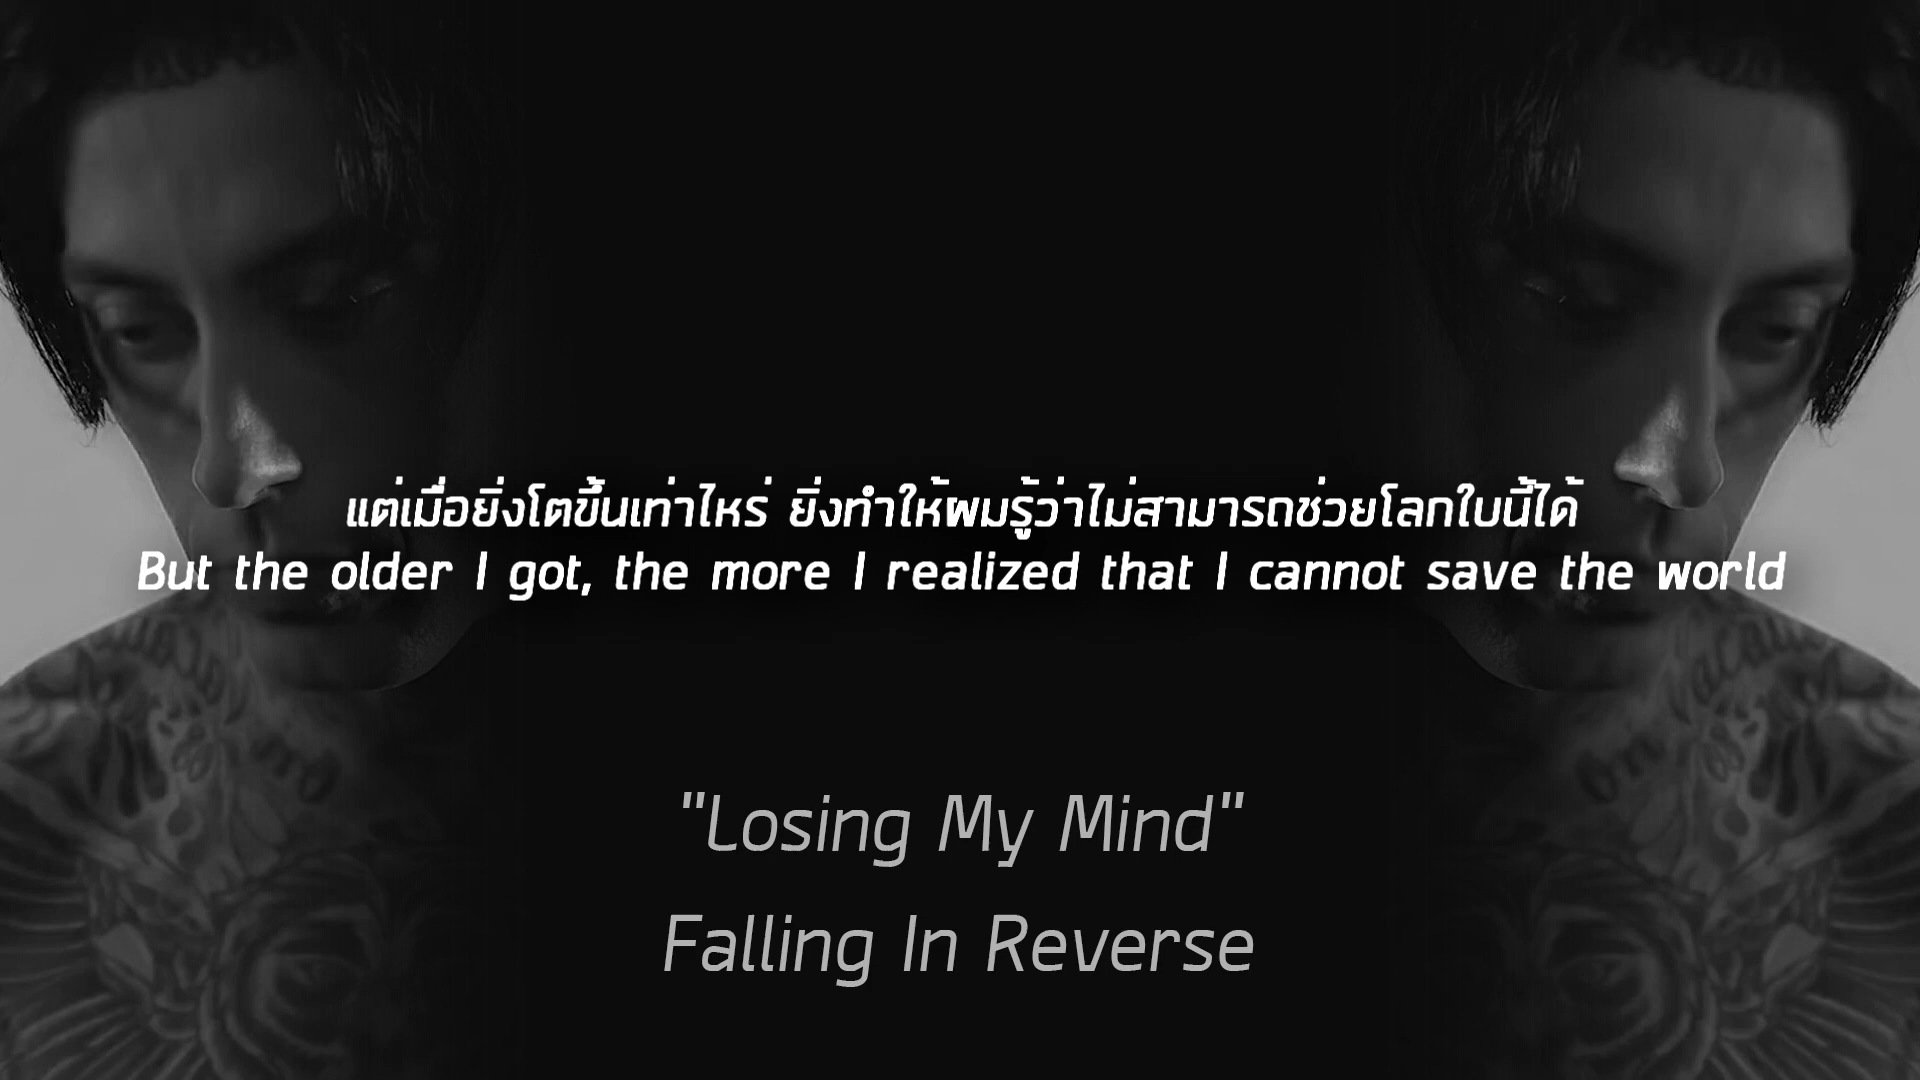 แต่เมื่อยิ่งโตขึ้นเท่าไหร่ ยิ่งทำให้ผมรู้ว่าไม่สามารถช่วยโลกใบนี้ได้
But the older I got, the more I realized that I cannot save the world
"Losing My Mind"
Falling In Reverse